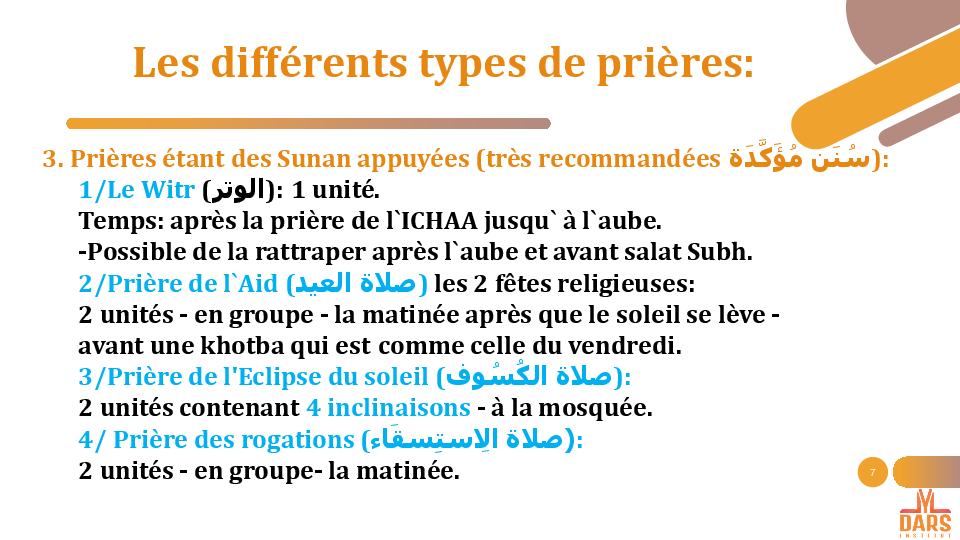 Les différents types de prières:
3. Prières étant des Sunan appuyées (très recommandées سُنَن مُؤَكَّدَة):
1/Le Witr (الوتر): 1 unité.
Temps: après la prière de l`ICHAA jusqu` à l`aube.
-Possible de la rattraper après l`aube et avant salat Subh.
2/Prière de l`Aid (صلاة العيد) les 2 fêtes religieuses:
2 unités - en groupe - la matinée après que le soleil se lève -
avant une khotba qui est comme celle du vendredi.
3/Prière de l'Eclipse du soleil (صلاة الكُسُوف):
2 unités contenant 4 inclinaisons - à la mosquée.
4/ Prière des rogations (صلاة الاِستِسقَاء):
2 unités - en groupe- la matinée.
7
DARS
INSTITUT